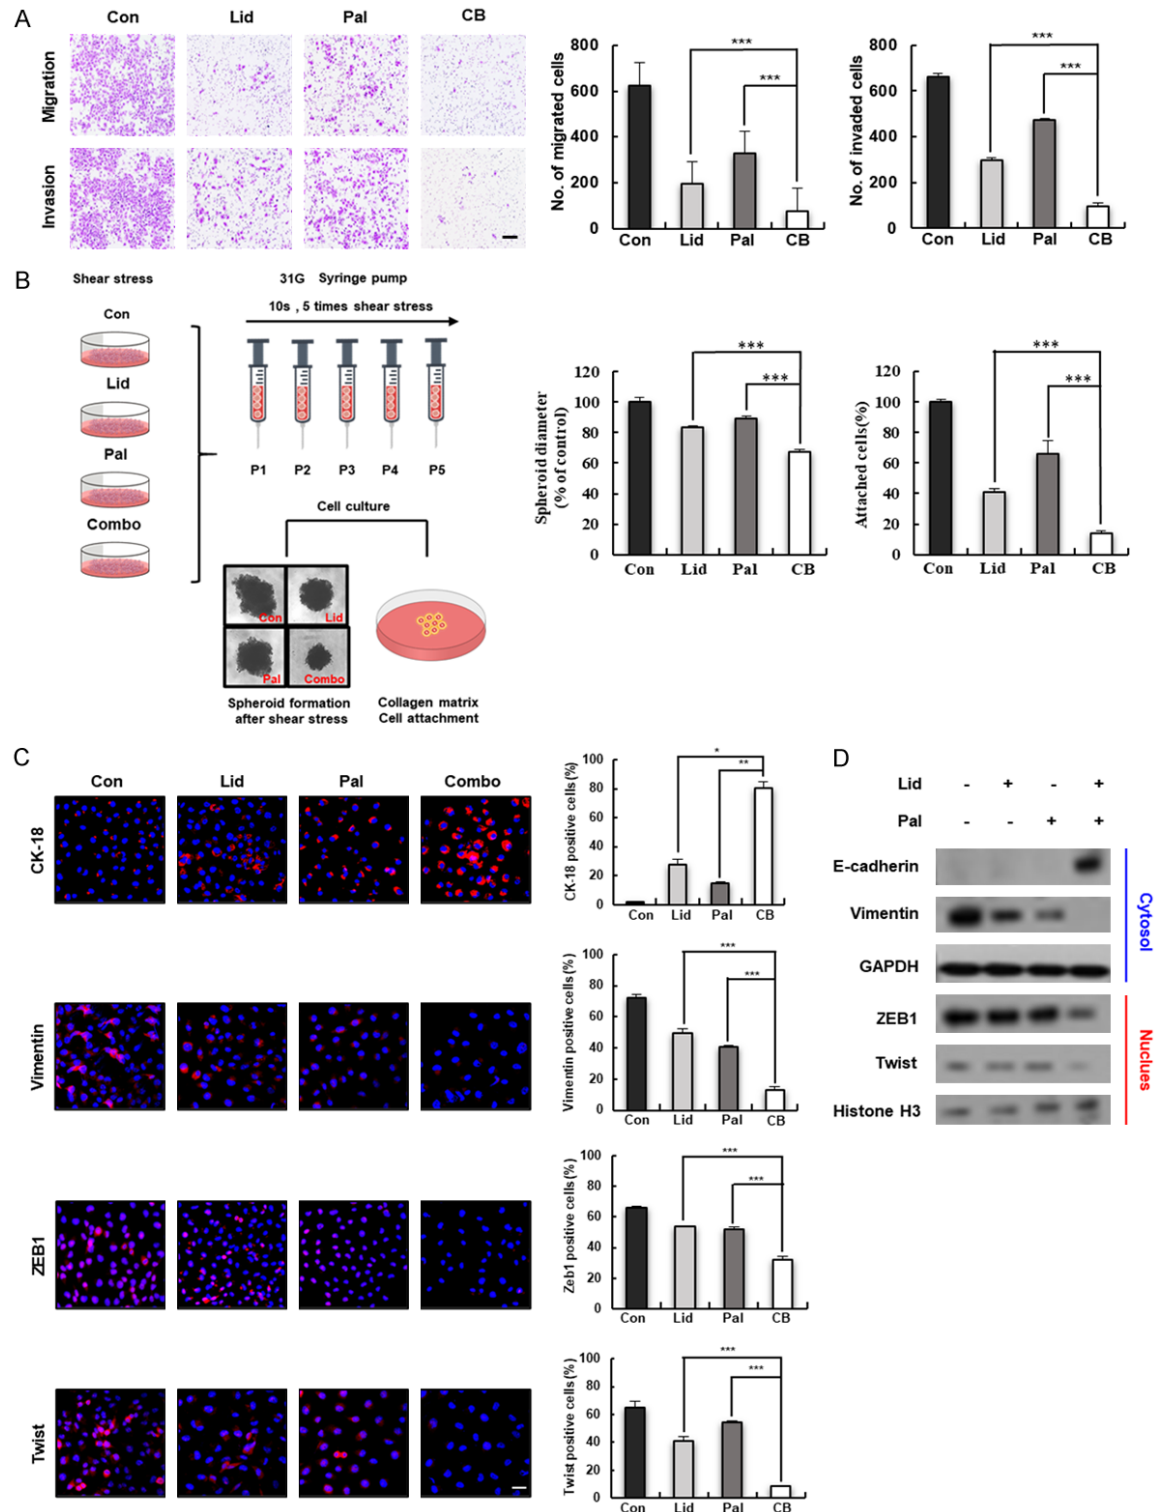 A
Con Lid Pal CB
Migration
Invasion
No. of migrated cells
800
600
400
200
0
Con Lid Pal CB
***
***
No. of invaded cells
800
600
400
200
0
Con Lid Pal CB
***
***
B
Shear stress
Con
Lid
Pal
Combo
31G Syringe pump
10s , 5 times shear stress
P1 P2 P3 P4 P5
Cell culture
Con
Lid
Pal
Combo
Spheroid formation
after shear stress
Collagen matrix
Cell attachment
Spheroid diameter
(% of control)
120
100
80
60
40
20
0
Con Lid Pal CB
***
***
Attached cells(%)
120
100
80
60
40
20
0
Con Lid Pal CB
***
***
C
Con Lid Pal Combo
CK-18
Vimentin
ZEB1
Twist
CK-18 positive cells (%)
100
80
60
40
20
0
Con Lid Pal CB
*
**
Vimentin positive cells (%)
100
80
60
40
20
0
Con Lid Pal CB
***
***
Zeb1 positive cells (%)
100
80
60
40
20
0
Con Lid Pal CB
***
***
Twist positive cells (%)
100
80
60
40
20
0
Con Lid Pal CB
***
***
D
Lid - + - +
Pal - - + +
E-cadherin
Vimentin
GAPDH
Cytosol
ZEB1
Twist
Histone H3
Nuclues